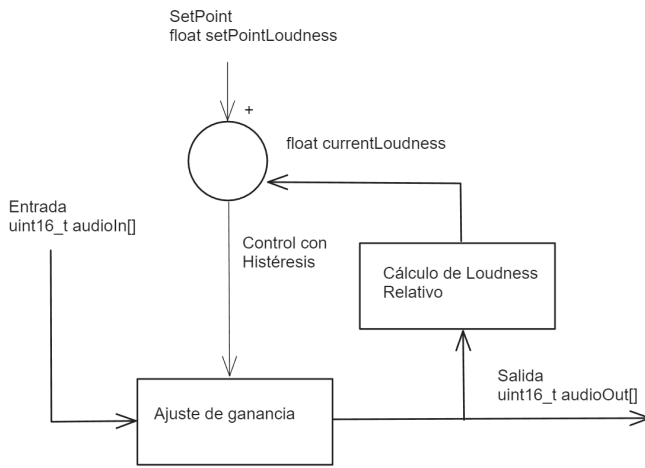 SetPoint
float setPointLoudness
+
float currentLoudness
Entrada
uint16_t audioIn[]
Control con
Histéresis
Cálculo de Loudness
Relativo
Salida
uint16_t audioOut[]
Ajuste de ganancia